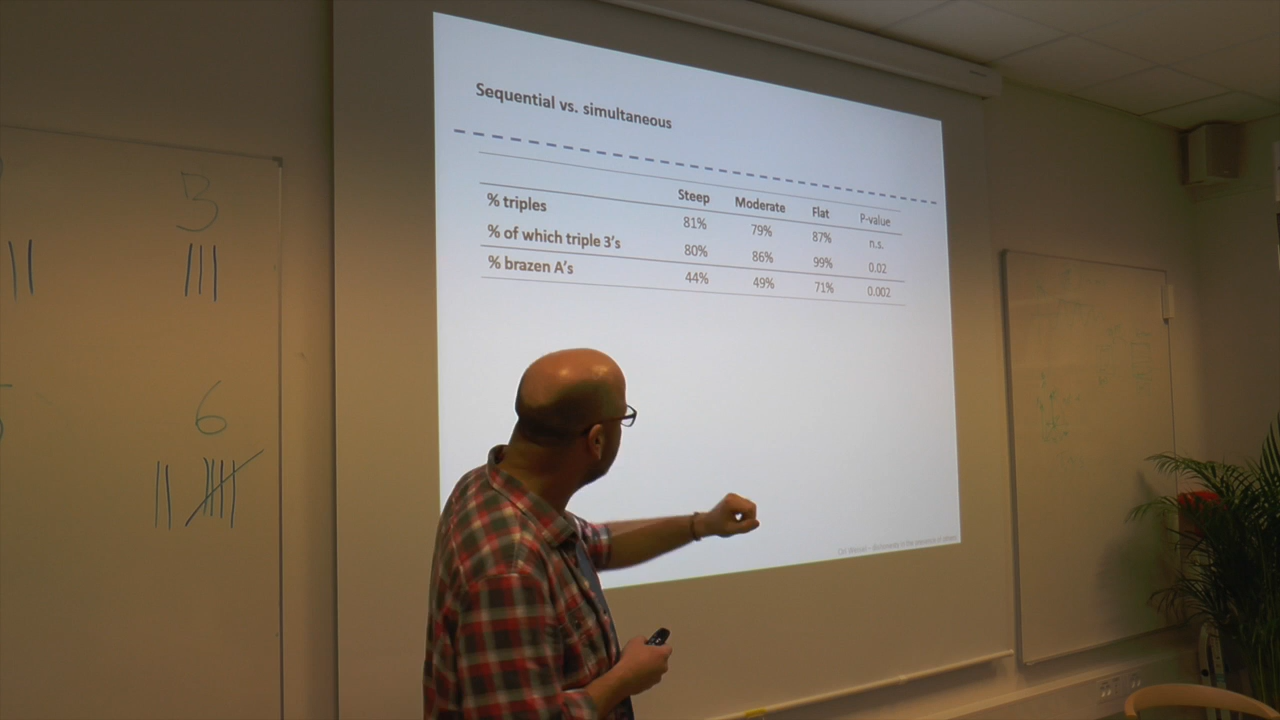 Sequential vs. simultaneous
Steep Moderate Flat P-value
% triples 81% 79% 87% n.s.
% of which triple 3's 80% 86% 99% 0.02
% brazen A's 44% 49% 71% 0.002
3
6